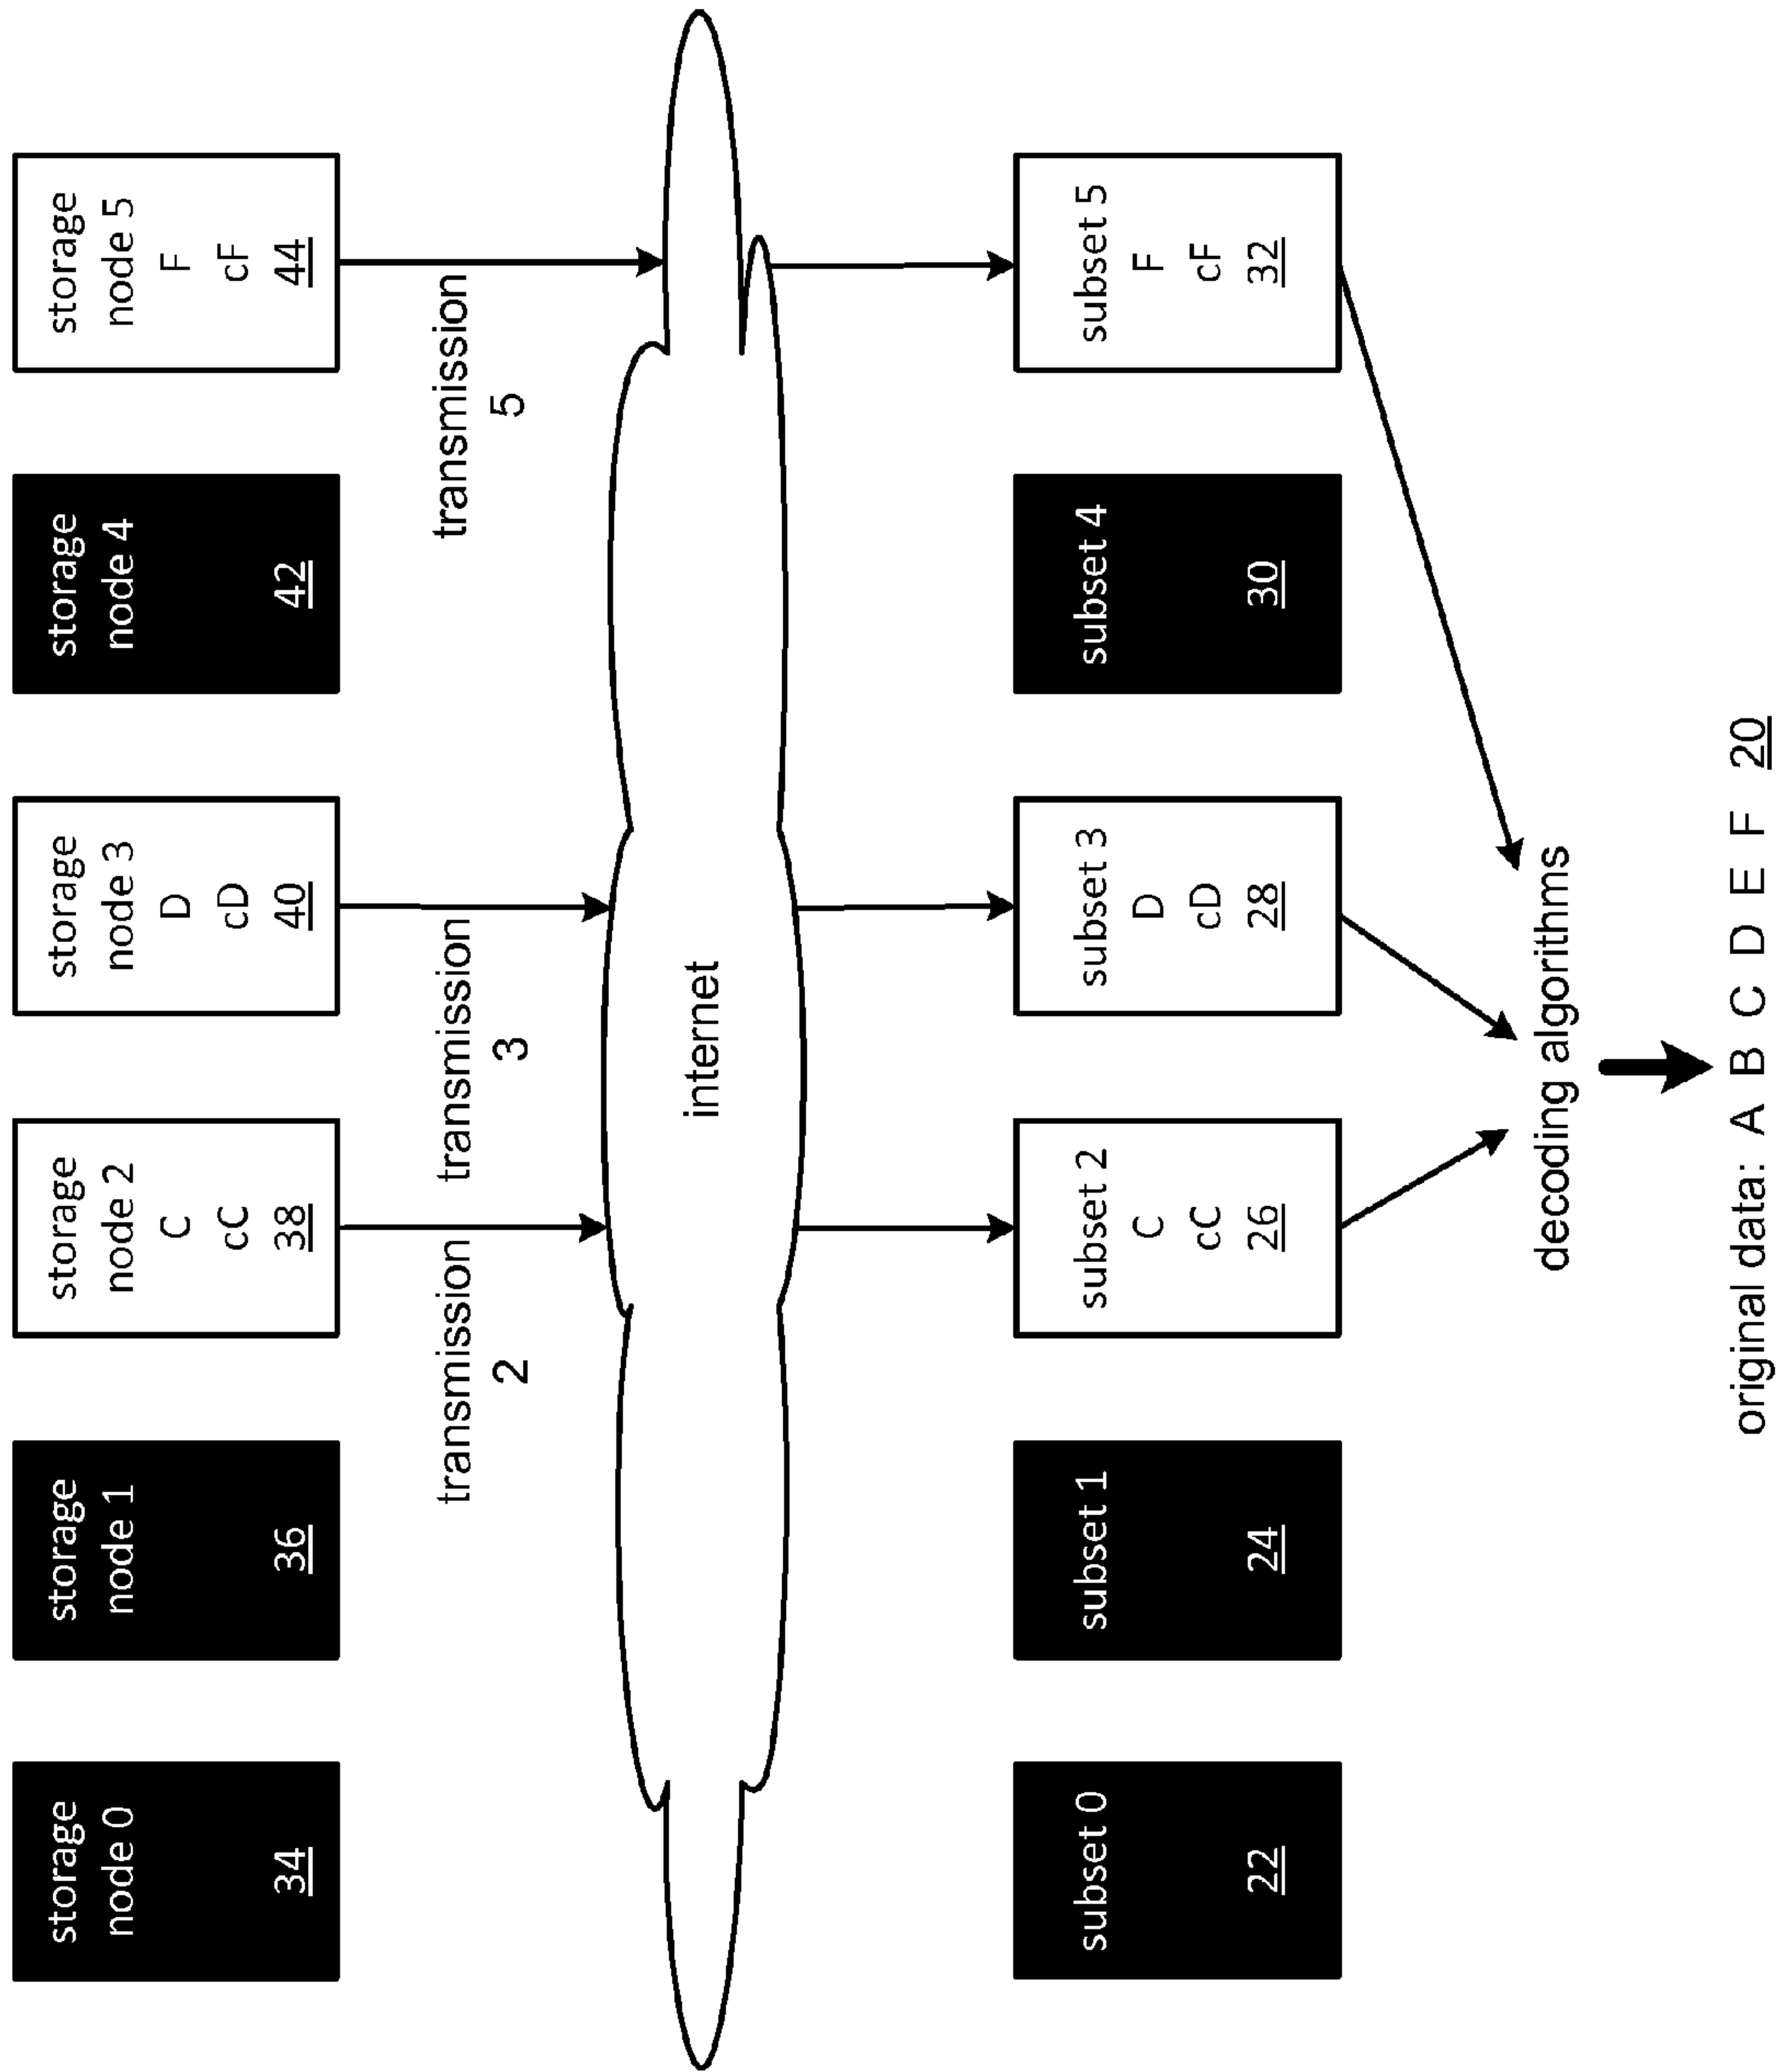 storage
node 0
34
storage
node 1
36
storage
node 2
C
cC
38
storage
node 3
D
cD
40
storage
node 4
42
storage
node 5
F
cF
44
transmission
2
transmission
3
transmission
5
internet
subset 0
22
subset 1
24
subset 2
C
cC
26
subset 3
D
cD
28
subset 4
30
subset 5
F
cF
32
decoding algorithms
original data: A B C D E F 20